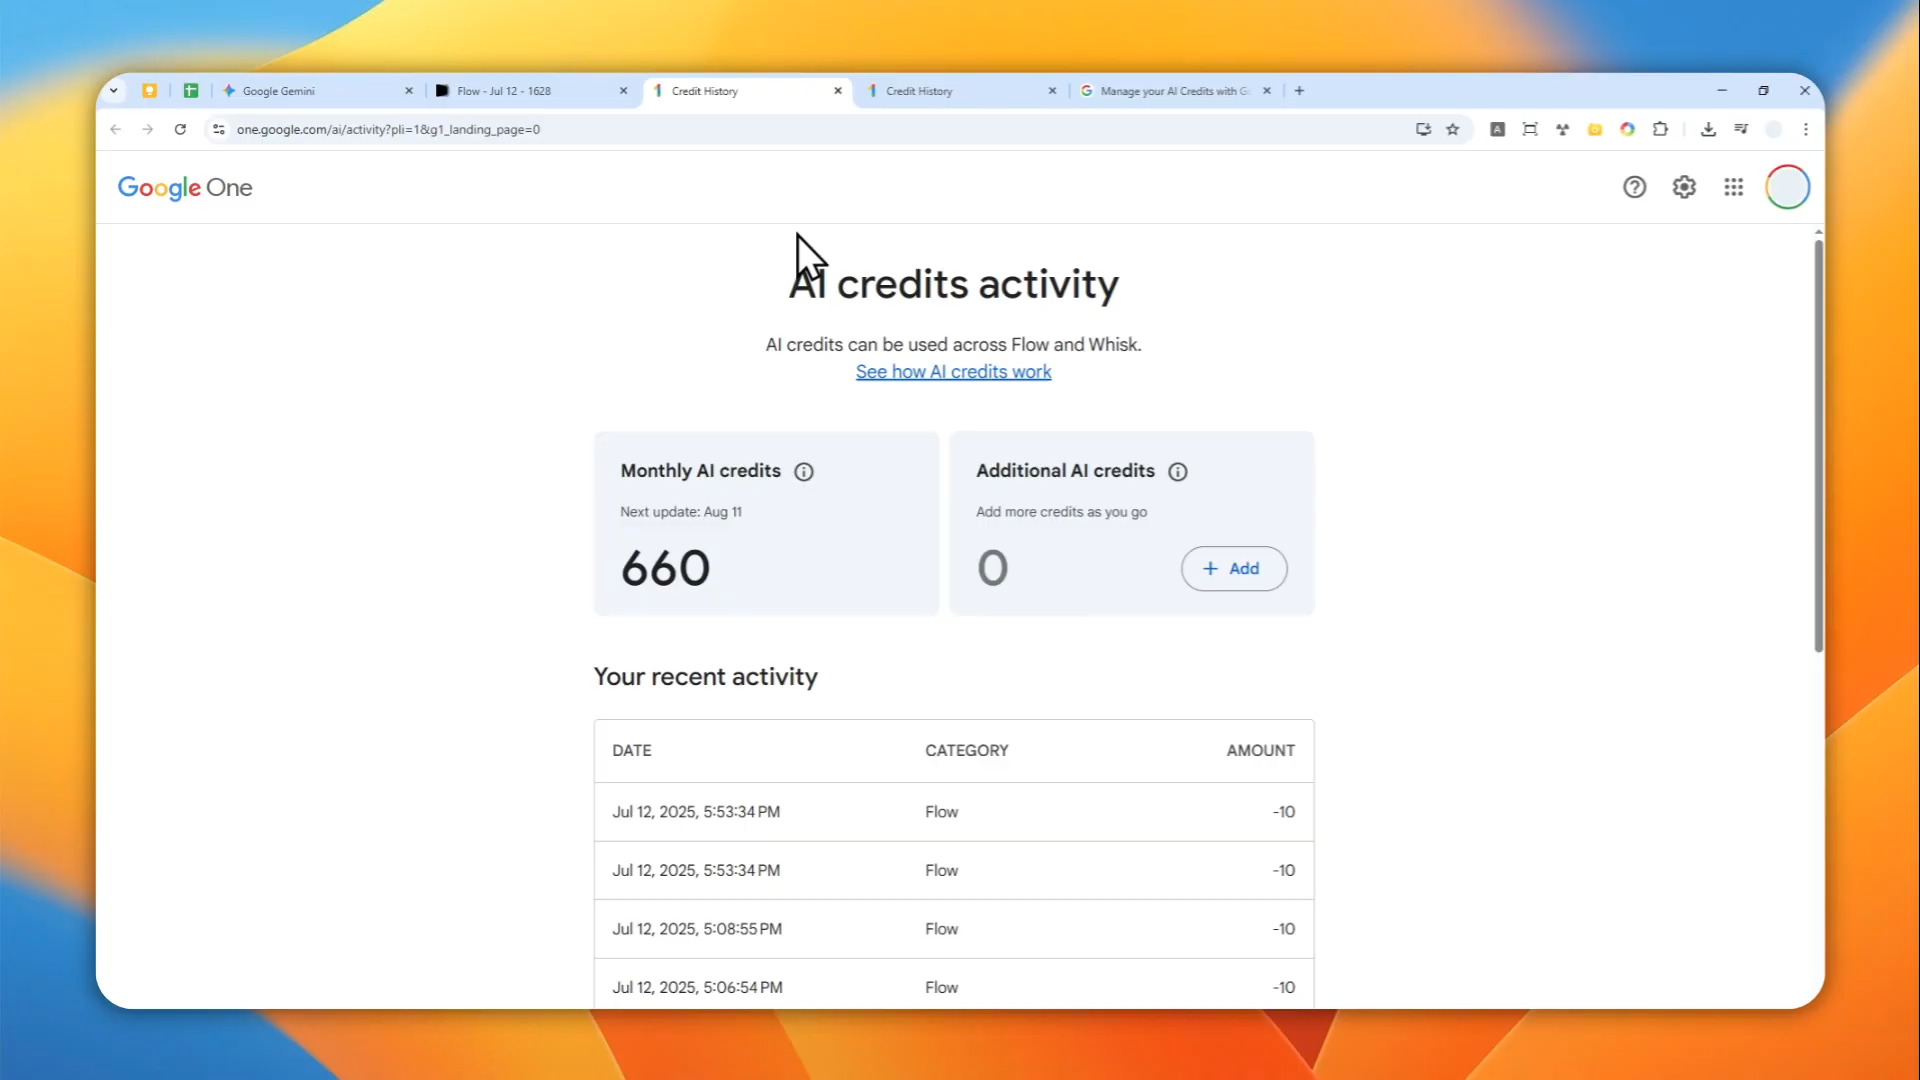 Google Gemini
Flow - Jul 12 - 1628
Credit History
Credit History
Manage your AI Credits with Go
one.google.com/ai/activity?pli=1&g1_landing_page=0
Google One
AI credits activity
AI credits can be used across Flow and Whisk.
See how AI credits work
Monthly AI credits
Next update: Aug 11
660
Additional AI credits
Add more credits as you go
0
+ Add
Your recent activity
DATE CATEGORY AMOUNT
Jul 12, 2025, 5:53:34 PM Flow -10
Jul 12, 2025, 5:53:34 PM Flow -10
Jul 12, 2025, 5:08:55 PM Flow -10
Jul 12, 2025, 5:06:54 PM Flow -10